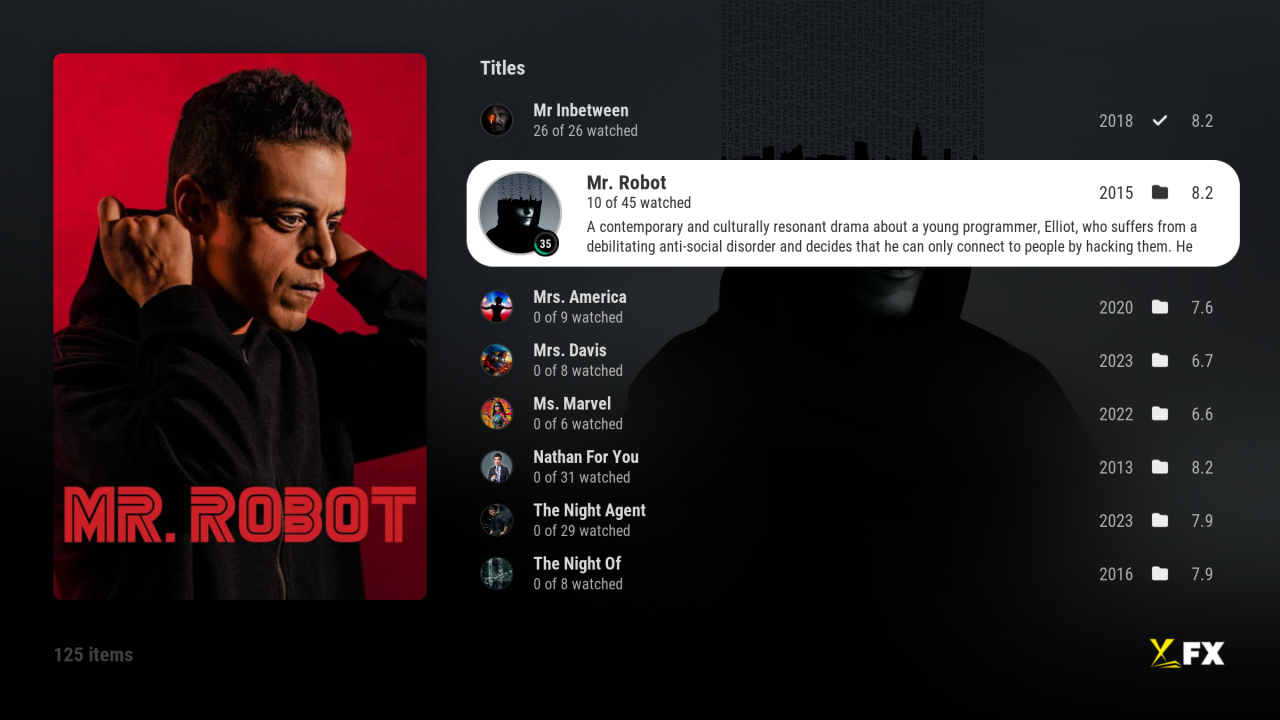 Titles
Mr Inbetween
26 of 26 watched
2018 8.2
Mr. Robot
10 of 45 watched
2015 8.2
A contemporary and culturally resonant drama about a young programmer, Elliot, who suffers from a
debilitating anti-social disorder and decides that he can only connect to people by hacking them. He
35
Mrs. America
0 of 9 watched
2020 7.6
Mrs. Davis
0 of 8 watched
2023 6.7
Ms. Marvel
0 of 6 watched
2022 6.6
Nathan For You
0 of 31 watched
2013 8.2
The Night Agent
0 of 29 watched
2023 7.9
The Night Of
0 of 8 watched
2016 7.9
MR. ROBOT
125 items
FX